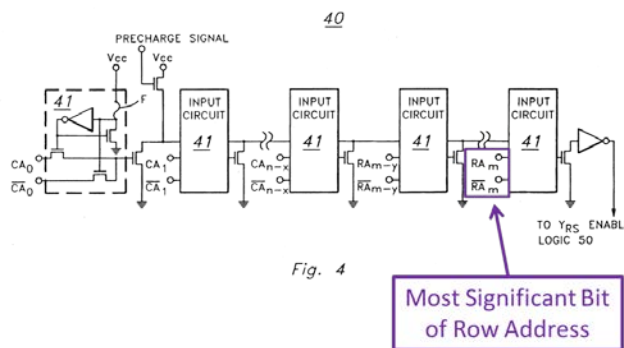 40
PRECHARGE SIGNAL
Vcc
Vcc
41
F
INPUT CIRCUIT
41
INPUT CIRCUIT
41
INPUT CIRCUIT
41
INPUT CIRCUIT
41
CA0
CA0
CA1
CA1
CAn-x
CAn-x
RAm-y
RAm-y
RAm
RAm
TO YRS ENABL
LOGIC 50
Fig. 4
Most Significant Bit
of Row Address